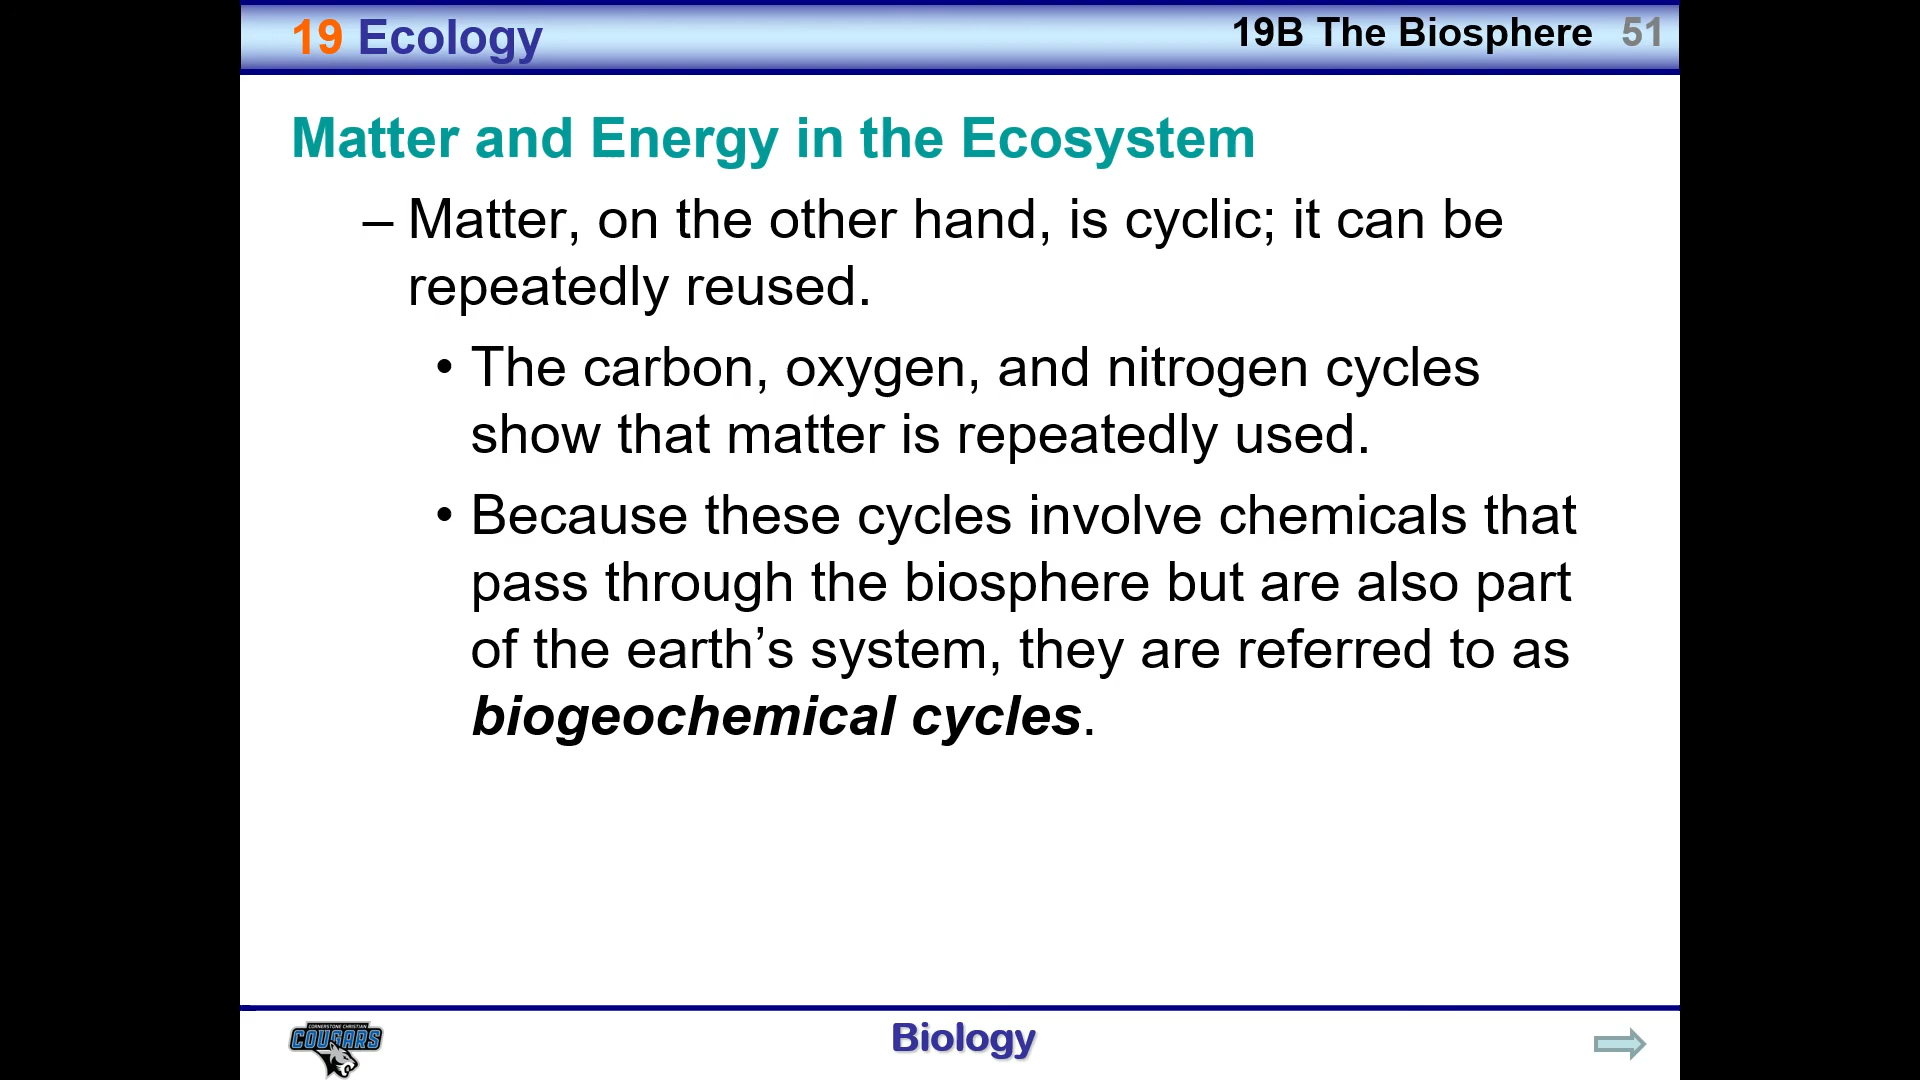 19 Ecology
19B The Biosphere 51
Matter and Energy in the Ecosystem
– Matter, on the other hand, is cyclic; it can be
repeatedly reused.
• The carbon, oxygen, and nitrogen cycles
show that matter is repeatedly used.
• Because these cycles involve chemicals that
pass through the biosphere but are also part
of the earth’s system, they are referred to as
biogeochemical cycles.
CORNERSTONE CHRISTIAN
COUGARS
Biology